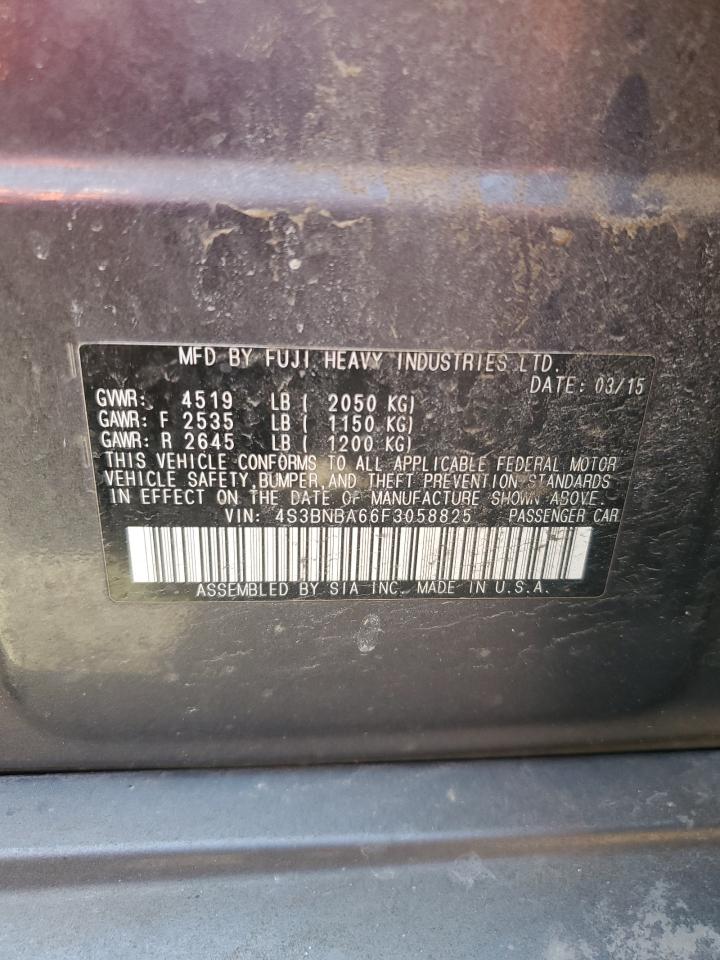 MFD BY FUJI HEAVY INDUSTRIES LTD.
DATE: 03/15
GVWR: 4519 LB ( 2050 KG)
GAWR: F 2535 LB ( 1150 KG)
GAWR: R 2645 LB ( 1200 KG)
THIS VEHICLE CONFORMS TO ALL APPLICABLE FEDERAL MOTOR
VEHICLE SAFETY, BUMPER, AND THEFT PREVENTION STANDARDS
IN EFFECT ON THE DATE OF MANUFACTURE SHOWN ABOVE.
VIN: 4S3BNBA66F3058825 PASSENGER CAR
ASSEMBLED BY SIA INC. MADE IN U.S.A.